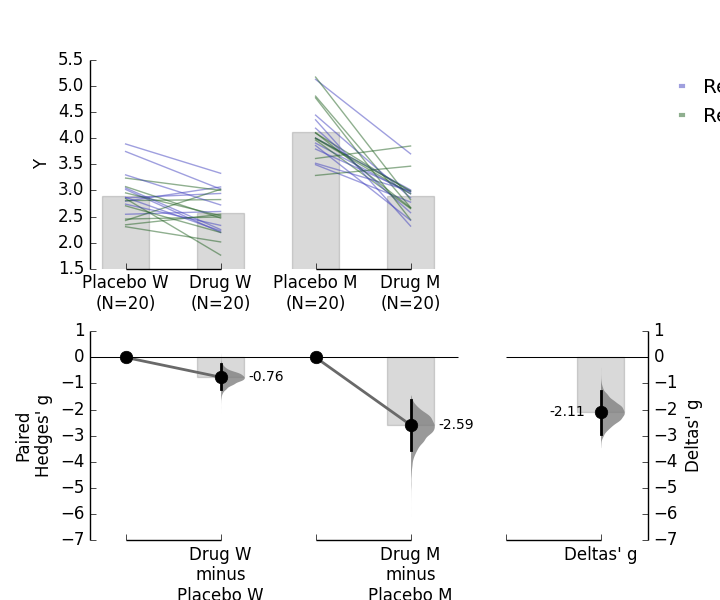 5.5
5.0
4.5
4.0
3.5
3.0
2.5
2.0
1.5
Y
Placebo W
(N=20)
Drug W
(N=20)
Placebo M
(N=20)
Drug M
(N=20)
Re
Re
1
0
−1
−2
−3
−4
−5
−6
−7
Paired
Hedges' g
-0.76
-2.59
-2.11
Drug W
minus
Placebo W
Drug M
minus
Placebo M
Deltas' g
1
0
−1
−2
−3
−4
−5
−6
−7
Deltas' g